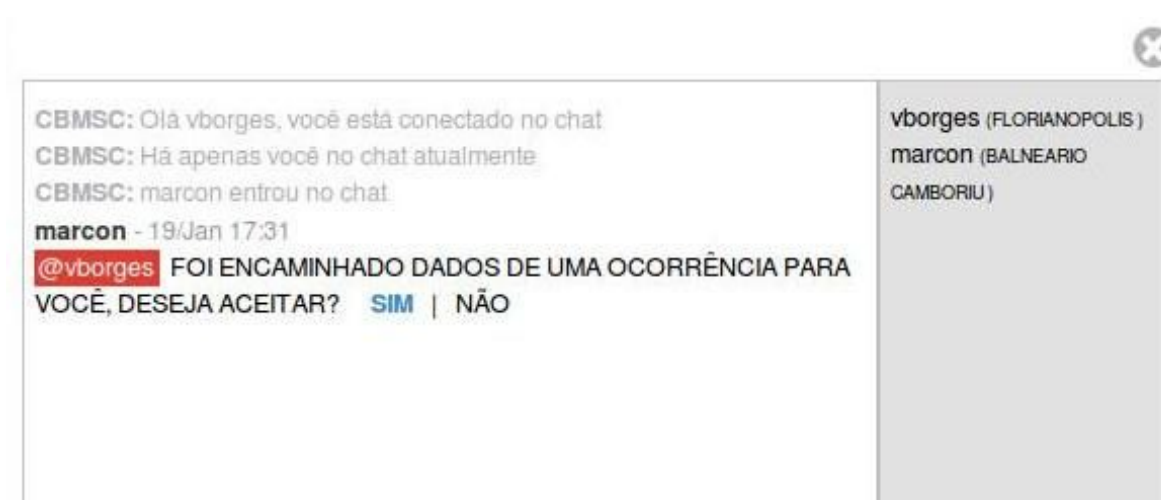 CBMSC: Olá vborges, você está conectado no chat
CBMSC: Há apenas você no chat atualmente
CBMSC: marcon entrou no chat
marcon - 19/Jan 17:31
@vborges FOI ENCAMINHADO DADOS DE UMA OCORRÊNCIA PARA
VOCÊ, DESEJA ACEITAR? SIM | NÃO
vborges (FLORIANOPOLIS )
marcon (BALNEARIO
CAMBORIU )